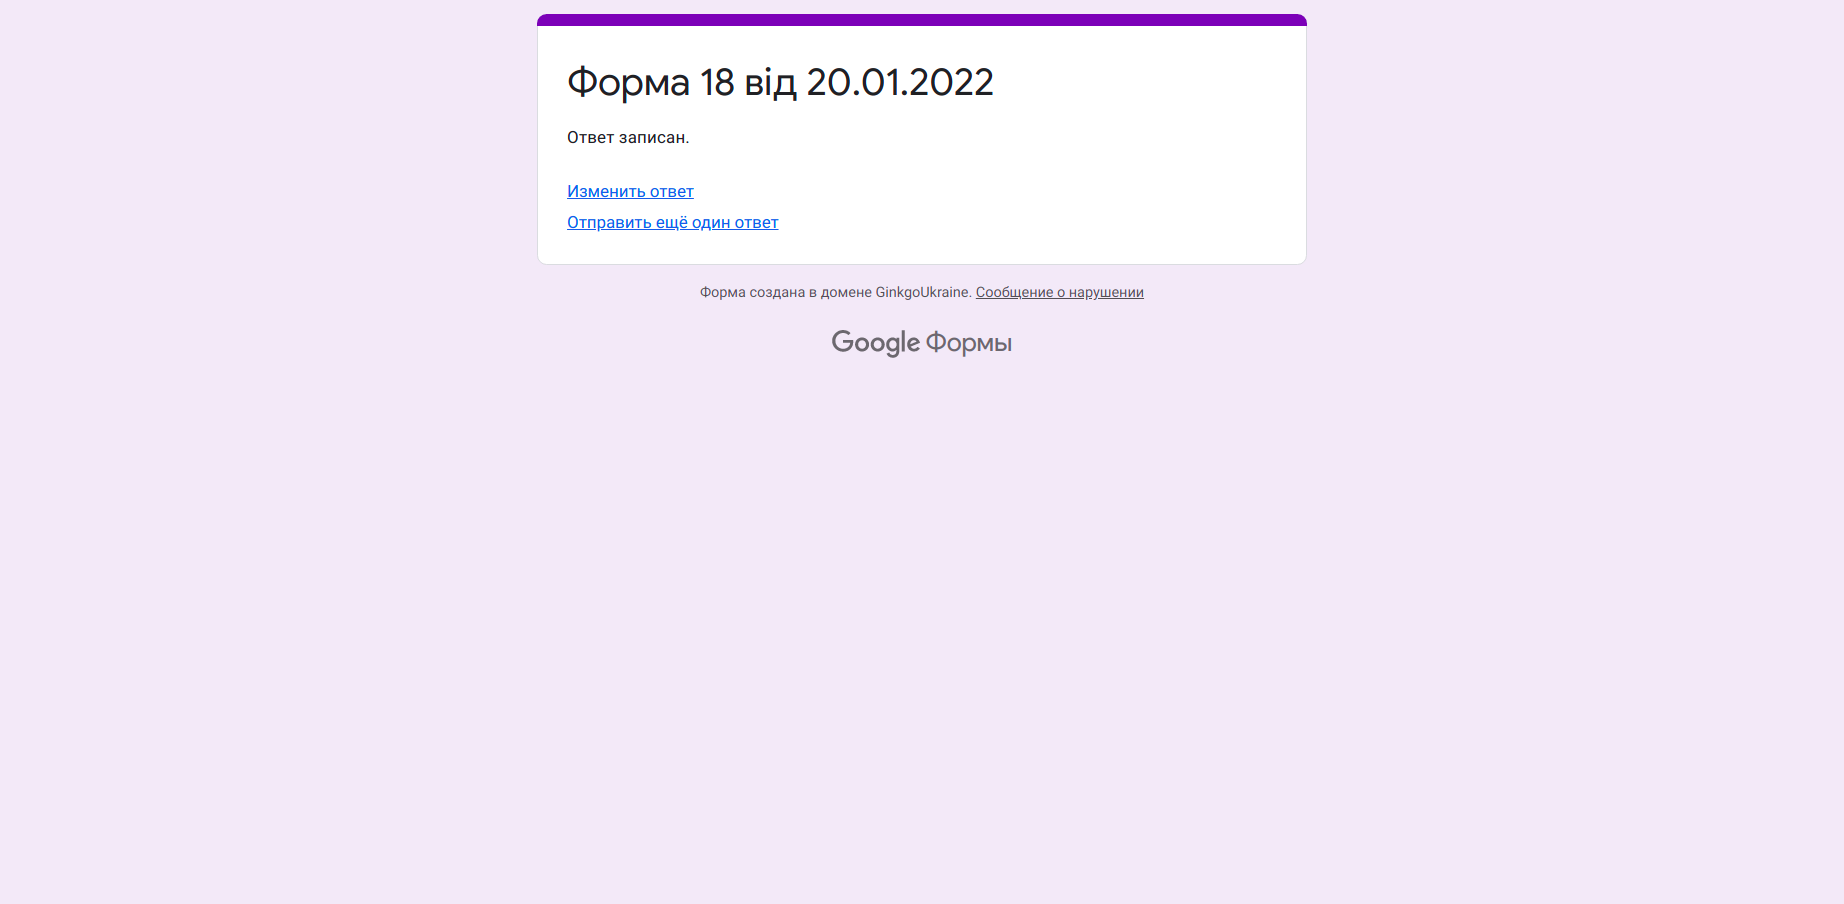 Форма 18 від 20.01.2022
Ответ записан.
Изменить ответ
Отправить ещё один ответ
Форма создана в домене GinkgoUkraine. Сообщение о нарушении
Google Формы